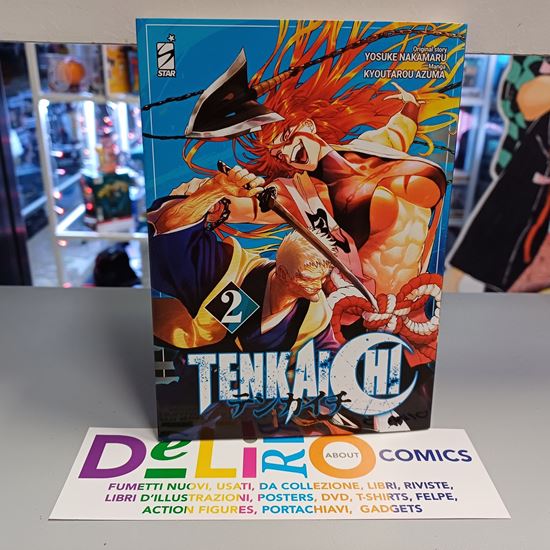 STAR
Original story
YOSUKE NAKAMARU
Manga
KYOUTAROU AZUMA
2
TENKAICHI
テンカイチ
DeLiRiO
ABOUT
COMICS
FUMETTI NUOVI, USATI, DA COLLEZIONE, LIBRI, RIVISTE,
LIBRI D'ILLUSTRAZIONI, POSTERS, DVD, T-SHIRTS, FELPE,
ACTION FIGURES, PORTACHIAVI, GADGETS